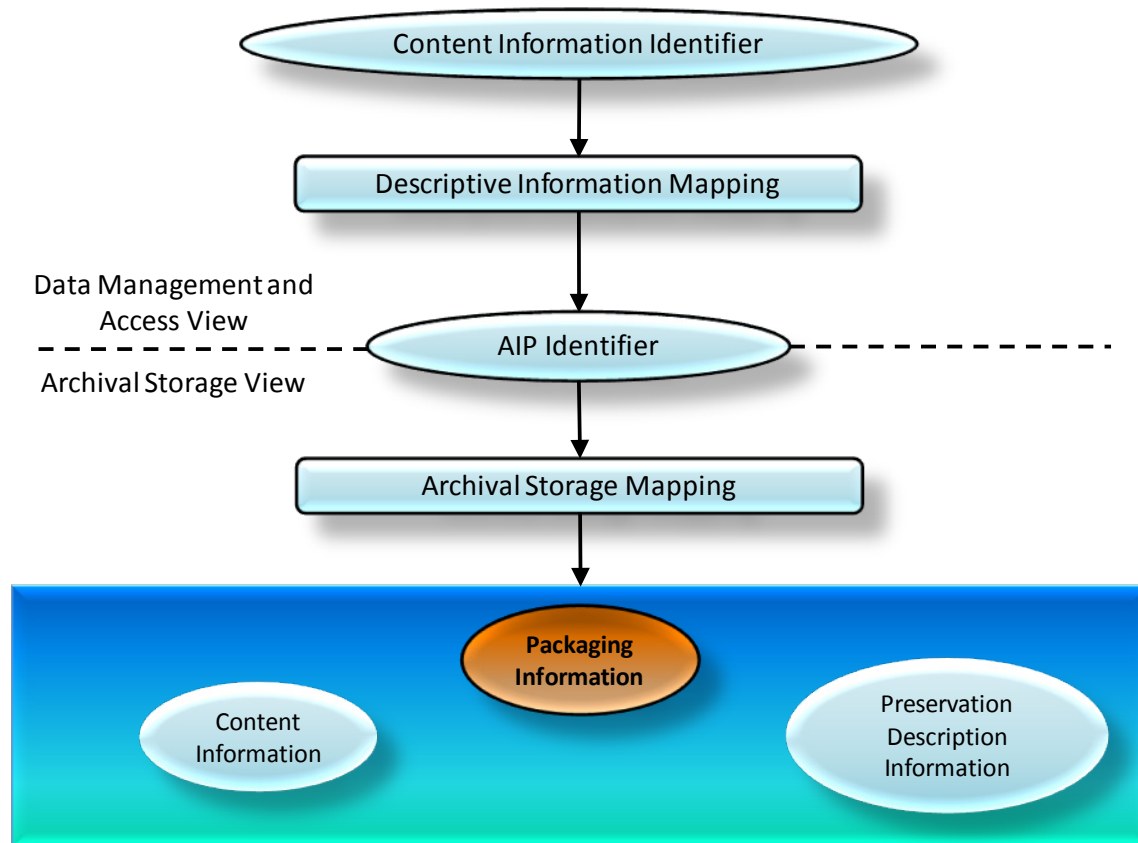 Content Information Identifier
Descriptive Information Mapping
Data Management and
Access View
AIP Identifier
Archival Storage View
Archival Storage Mapping
Packaging
Information
Content
Information
Preservation
Description
Information